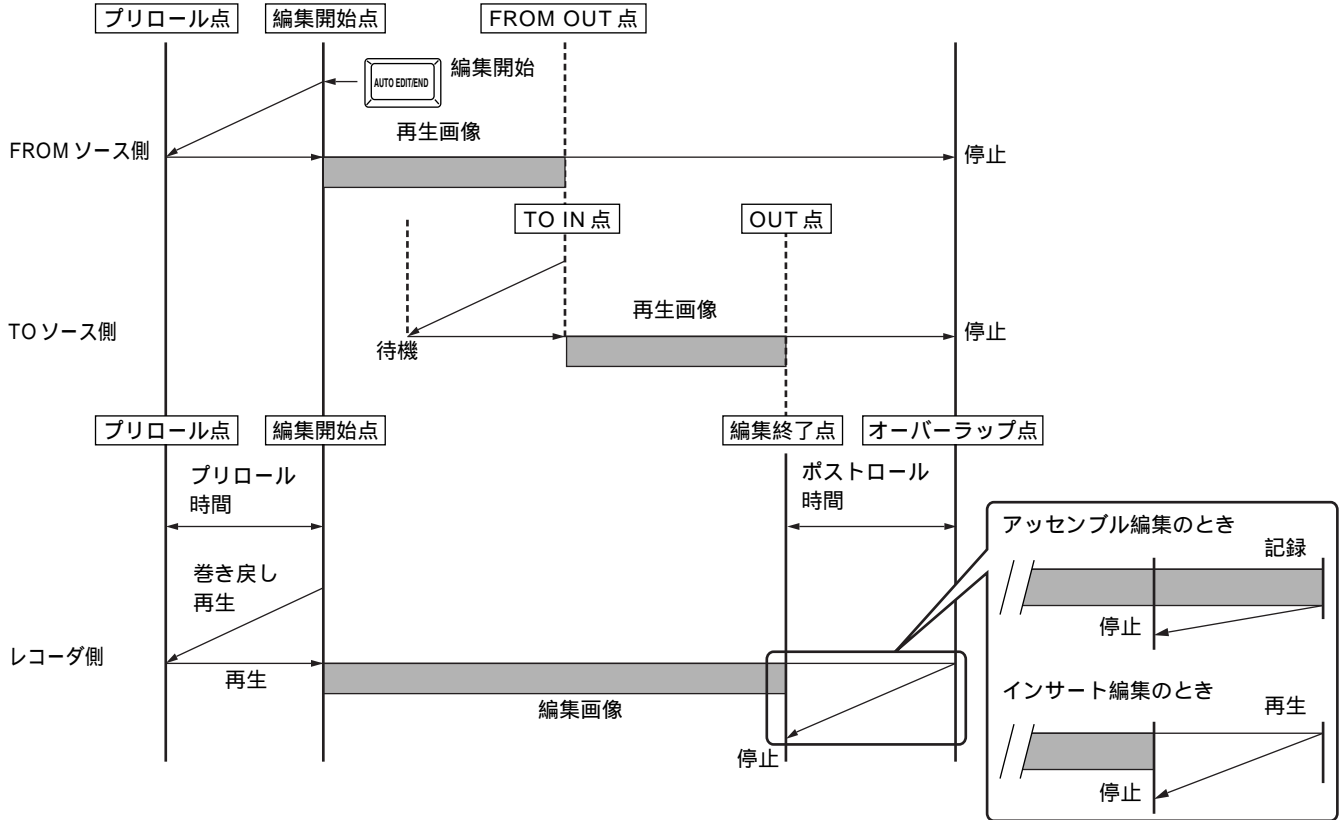 プリロール点
編集開始点
FROM OUT 点
AUTO EDIT/END
編集開始
再生画像
FROM ソース側
停止
TO IN 点
OUT 点
再生画像
TO ソース側
待機
停止
プリロール点
編集開始点
編集終了点
オーバーラップ点
プリロール
時間
ポストロール
時間
アッセンブル編集のとき
記録
停止
巻き戻し
再生
レコーダ側
再生
編集画像
停止
インサート編集のとき
再生
停止